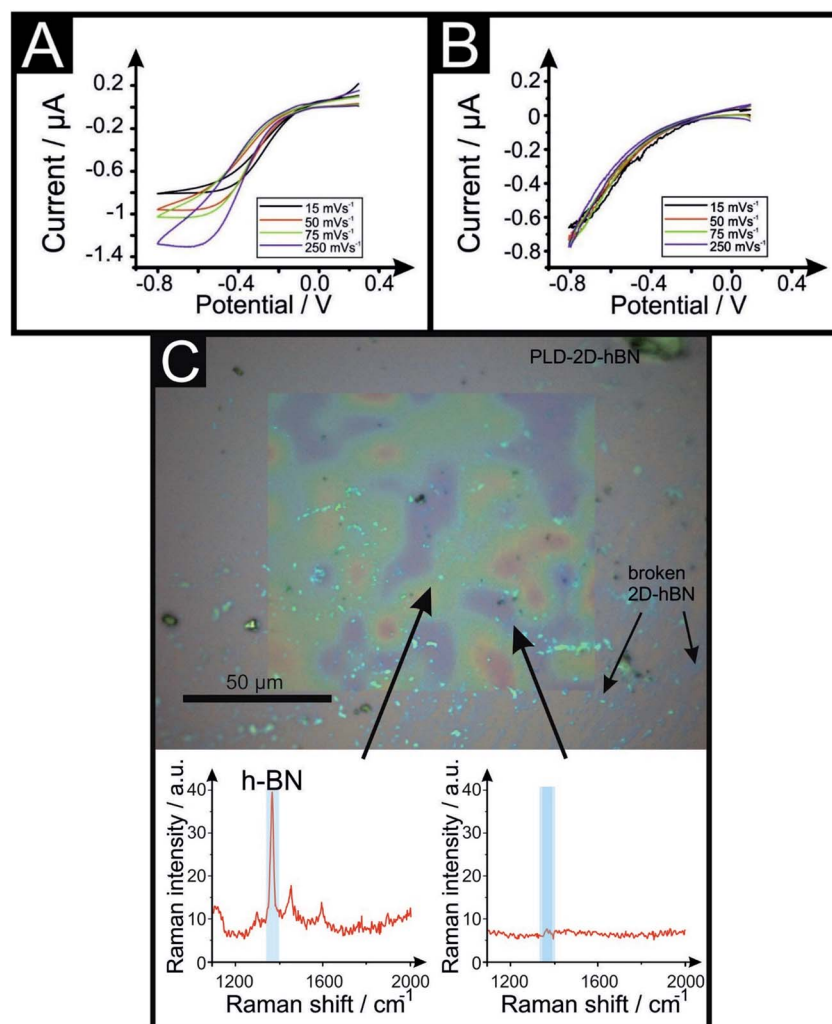 A
Current / µA
0.2
-0.2
-0.6
-1
-1.4
15 mVs-1
50 mVs-1
75 mVs-1
250 mVs-1
-0.8
-0.4
0.0
0.4
Potential / V
B
Current / µA
0.2
0
-0.2
-0.4
-0.6
-0.8
15 mVs-1
50 mVs-1
75 mVs-1
250 mVs-1
-0.8
-0.4
0.0
0.4
Potential / V
C
PLD-2D-hBN
broken
2D-hBN
50 µm
h-BN
Raman intensity / a.u.
40
30
20
10
0
1200
1600
2000
Raman shift / cm-1
Raman intensity / a.u.
40
30
20
10
0
1200
1600
2000
Raman shift / cm-1